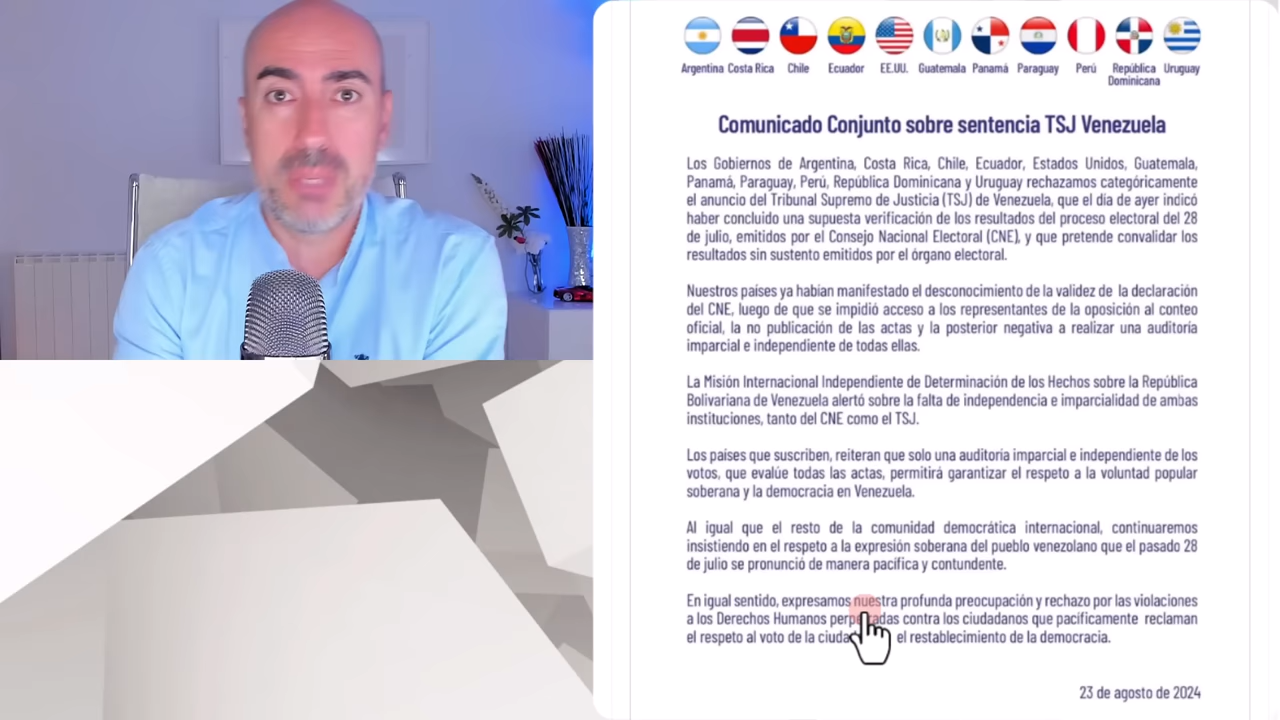 Argentina Costa Rica Chile Ecuador EE.UU. Guatemala Panamá Paraguay Perú República Dominicana Uruguay
Comunicado Conjunto sobre sentencia TSJ Venezuela
Los Gobiernos de Argentina, Costa Rica, Chile, Ecuador, Estados Unidos, Guatemala,
Panamá, Paraguay, Perú, República Dominicana y Uruguay rechazamos categóricamente
el anuncio del Tribunal Supremo de Justicia (TSJ) de Venezuela, que el día de ayer indicó
haber concluido una supuesta verificación de los resultados del proceso electoral del 28
de julio, emitidos por el Consejo Nacional Electoral (CNE), y que pretende convalidar los
resultados sin sustento emitidos por el órgano electoral.
Nuestros países ya habían manifestado el desconocimiento de la validez de la declaración
del CNE, luego de que se impidió acceso a los representantes de la oposición al conteo
oficial, la no publicación de las actas y la posterior negativa a realizar una auditoría
imparcial e independiente de todas ellas.
La Misión Internacional Independiente de Determinación de los Hechos sobre la República
Bolivariana de Venezuela alertó sobre la falta de independencia e imparcialidad de ambas
instituciones, tanto del CNE como el TSJ.
Los países que suscriben, reiteran que solo una auditoría imparcial e independiente de los
votos, que evalúe todas las actas, permitirá garantizar el respeto a la voluntad popular
soberana y la democracia en Venezuela.
Al igual que el resto de la comunidad democrática internacional, continuaremos
insistiendo en el respeto a la expresión soberana del pueblo venezolano que el pasado 28
de julio se pronunció de manera pacífica y contundente.
En igual sentido, expresamos nuestra profunda preocupación y rechazo por las violaciones
a los Derechos Humanos contra los ciudadanos que pacíficamente reclaman
el respeto al voto de la el restablecimiento de la democracia.
23 de agosto de 2024